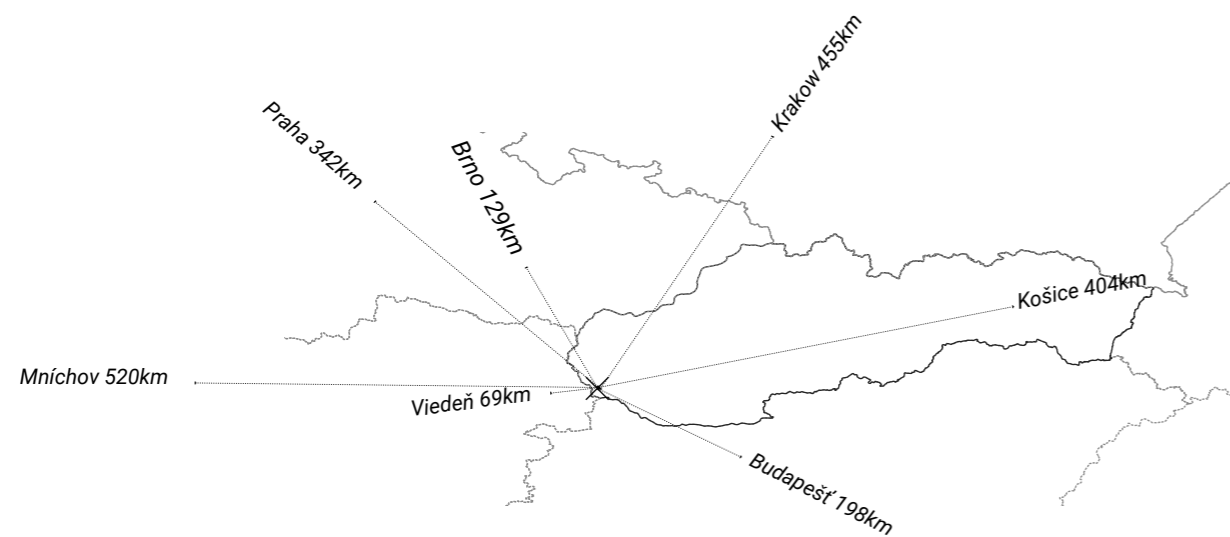 Krakow 455km
Praha 342km
Brno 129km
Košice 404km
Mníchov 520km
Viedeň 69km
Budapešť 198km